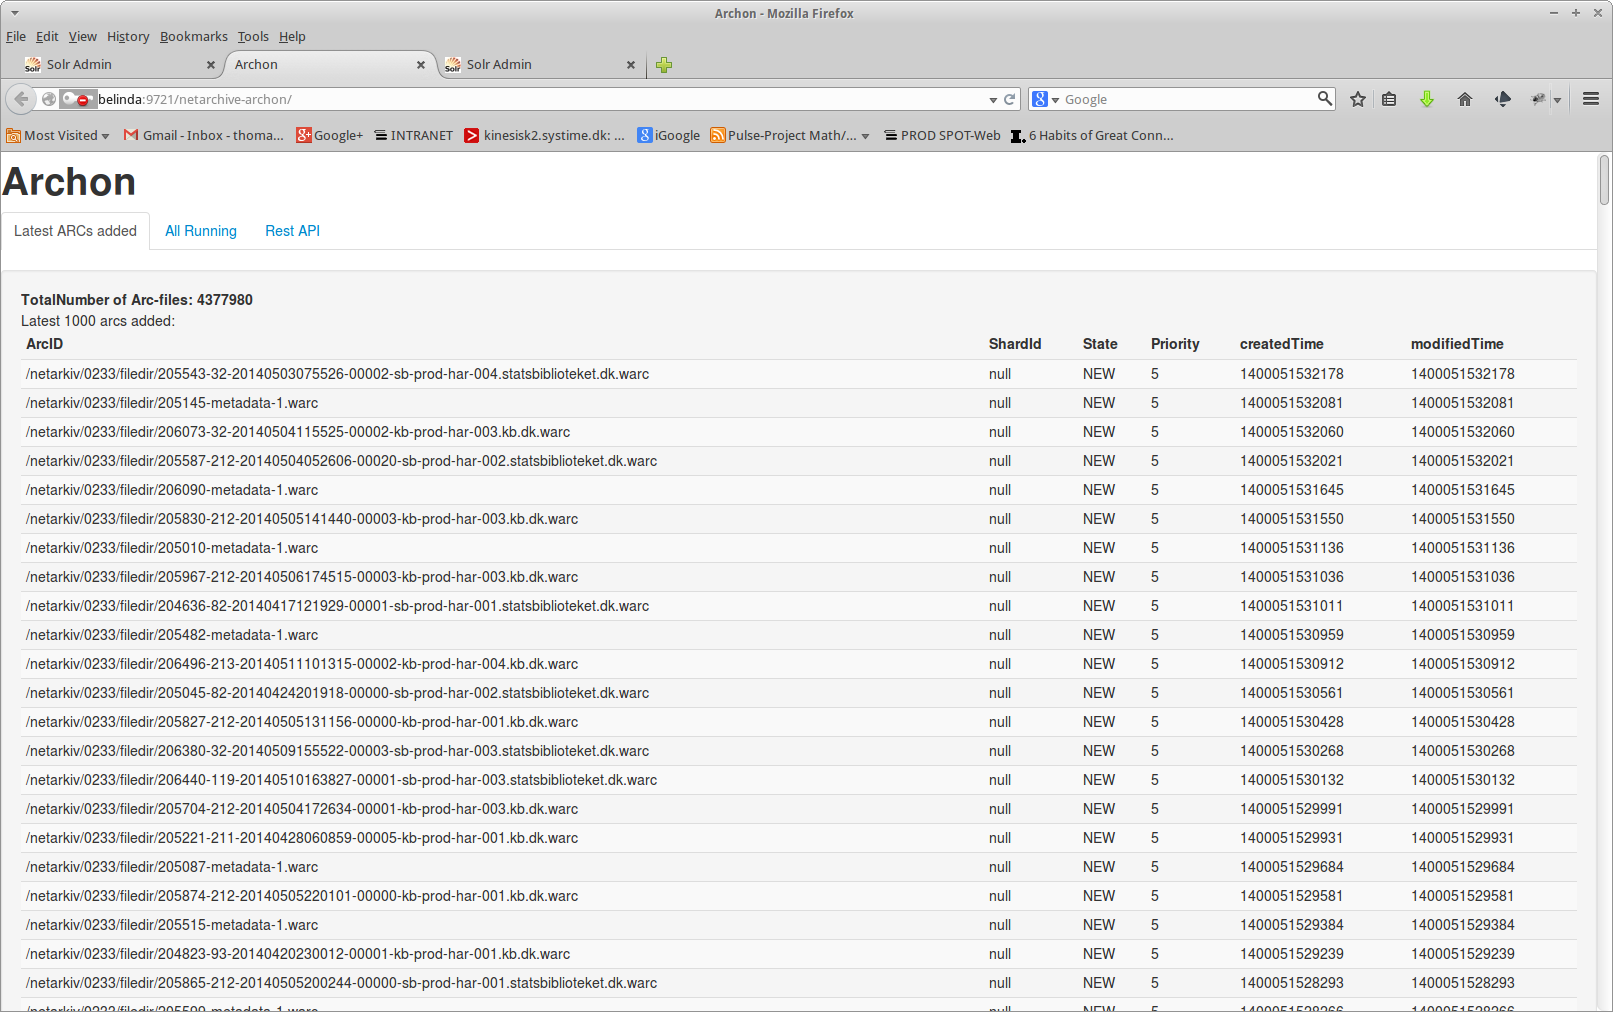 Archon - Mozilla Firefox
File Edit View History Bookmarks Tools Help
Solr Solr Admin Archon Solr Solr Admin
belinda:9721/netarchive-archon/ 8 Google
Most Visited Gmail - Inbox - thoma... Google+ INTRANET kinesisk2.systime.dk: ... iGoogle Pulse-Project Math/... PROD SPOT-Web 6 Habits of Great Conn...
Archon
Latest ARCs added All Running Rest API
TotalNumber of Arc-files: 4377980
Latest 1000 arcs added:
ArcID ShardId State Priority createdTime modifiedTime
/netarkiv/0233/filedir/205543-32-20140503075526-00002-sb-prod-har-004.statsbiblioteket.dk.warc null NEW 5 1400051532178 1400051532178
/netarkiv/0233/filedir/205145-metadata-1.warc null NEW 5 1400051532081 1400051532081
/netarkiv/0233/filedir/206073-32-20140504115525-00002-kb-prod-har-003.kb.dk.warc null NEW 5 1400051532060 1400051532060
/netarkiv/0233/filedir/205587-212-20140504052606-00020-sb-prod-har-002.statsbiblioteket.dk.warc null NEW 5 1400051532021 1400051532021
/netarkiv/0233/filedir/206090-metadata-1.warc null NEW 5 1400051531645 1400051531645
/netarkiv/0233/filedir/205830-212-20140505141440-00003-kb-prod-har-003.kb.dk.warc null NEW 5 1400051531550 1400051531550
/netarkiv/0233/filedir/205010-metadata-1.warc null NEW 5 1400051531136 1400051531136
/netarkiv/0233/filedir/205967-212-20140506174515-00003-kb-prod-har-003.kb.dk.warc null NEW 5 1400051531036 1400051531036
/netarkiv/0233/filedir/204636-82-20140417121929-00001-sb-prod-har-001.statsbiblioteket.dk.warc null NEW 5 1400051531011 1400051531011
/netarkiv/0233/filedir/205482-metadata-1.warc null NEW 5 1400051530959 1400051530959
/netarkiv/0233/filedir/206496-213-20140511101315-00002-kb-prod-har-004.kb.dk.warc null NEW 5 1400051530912 1400051530912
/netarkiv/0233/filedir/205045-82-20140424201918-00000-sb-prod-har-002.statsbiblioteket.dk.warc null NEW 5 1400051530561 1400051530561
/netarkiv/0233/filedir/205827-212-20140505131156-00000-kb-prod-har-001.kb.dk.warc null NEW 5 1400051530428 1400051530428
/netarkiv/0233/filedir/206380-32-20140509155522-00003-sb-prod-har-003.statsbiblioteket.dk.warc null NEW 5 1400051530268 1400051530268
/netarkiv/0233/filedir/206440-119-20140510163827-00001-sb-prod-har-003.statsbiblioteket.dk.warc null NEW 5 1400051530132 1400051530132
/netarkiv/0233/filedir/205704-212-20140504172634-00001-kb-prod-har-003.kb.dk.warc null NEW 5 1400051529991 1400051529991
/netarkiv/0233/filedir/205221-211-20140428060859-00005-kb-prod-har-001.kb.dk.warc null NEW 5 1400051529931 1400051529931
/netarkiv/0233/filedir/205087-metadata-1.warc null NEW 5 1400051529684 1400051529684
/netarkiv/0233/filedir/205874-212-20140505220101-00000-kb-prod-har-001.kb.dk.warc null NEW 5 1400051529581 1400051529581
/netarkiv/0233/filedir/205515-metadata-1.warc null NEW 5 1400051529384 1400051529384
/netarkiv/0233/filedir/204823-93-20140420230012-00001-kb-prod-har-001.kb.dk.warc null NEW 5 1400051529239 1400051529239
/netarkiv/0233/filedir/205865-212-20140505200244-00000-sb-prod-har-001.statsbiblioteket.dk.warc null NEW 5 1400051528293 1400051528293